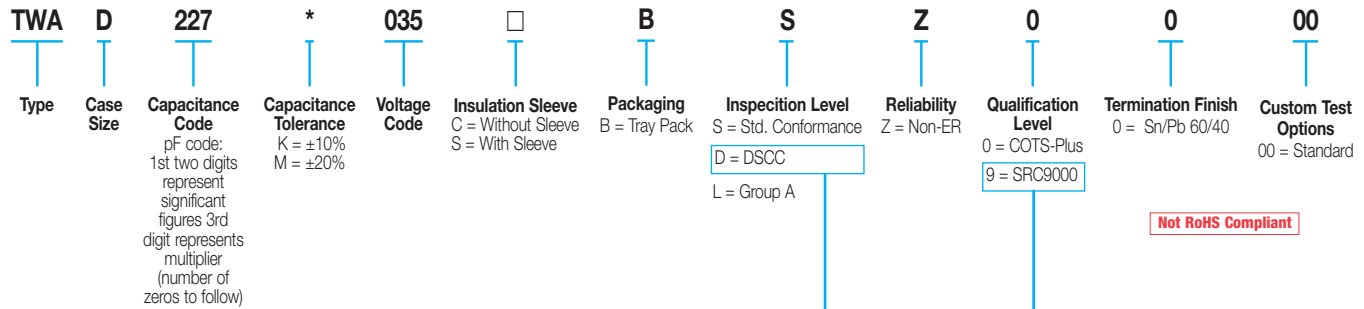 TWA D 227 * 035 □ B S Z 0 0 00
Type
Case
Size
Capacitance
Code
pF code:
1st two digits
represent
significant
figures 3rd
digit represents
multiplier
(number of
zeros to follow)
Capacitance
Tolerance
K = ±10%
M = ±20%
Voltage
Code
Insulation Sleeve
C = Without Sleeve
S = With Sleeve
Packaging
B = Tray Pack
Inspection Level
S = Std. Conformance
D = DSCC
L = Group A
Reliability
Z = Non-ER
Qualification
Level
0 = COTS-Plus
9 = SRC9000
Termination Finish
0 = Sn/Pb 60/40
Custom Test
Options
00 = Standard
Not RoHS Compliant